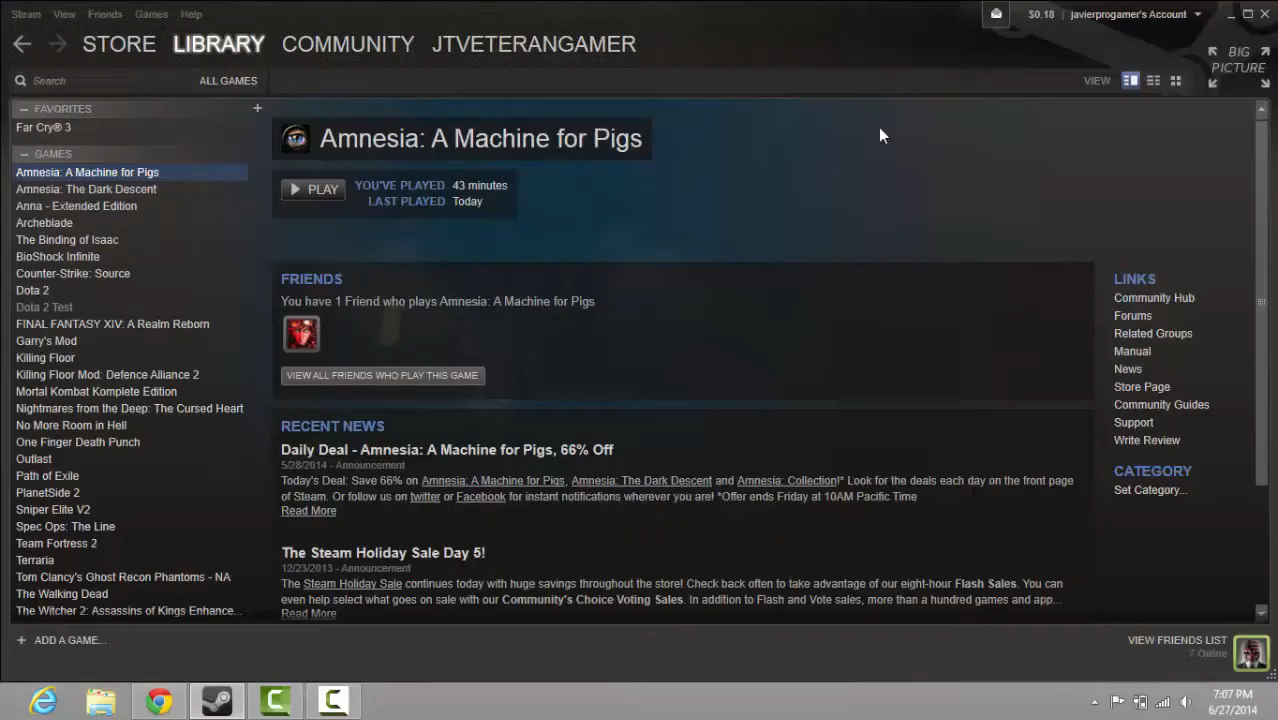 Steam View Friends Games Help
$0.18 javierprogamer's Account
STORE LIBRARY COMMUNITY JTVETERANGAMER
BIG PICTURE
Search ALL GAMES
VIEW
FAVORITES
Far Cry® 3
GAMES
Amnesia: A Machine for Pigs
Amnesia: The Dark Descent
Anna - Extended Edition
Archeblade
The Binding of Isaac
BioShock Infinite
Counter-Strike: Source
Dota 2
Dota 2 Test
FINAL FANTASY XIV: A Realm Reborn
Garry's Mod
Killing Floor
Killing Floor Mod: Defence Alliance 2
Mortal Kombat Komplete Edition
Nightmares from the Deep: The Cursed Heart
No More Room in Hell
One Finger Death Punch
Outlast
Path of Exile
PlanetSide 2
Sniper Elite V2
Spec Ops: The Line
Team Fortress 2
Terraria
Tom Clancy's Ghost Recon Phantoms - NA
The Walking Dead
The Witcher 2: Assassins of Kings Enhance...
ADD A GAME...
Amnesia: A Machine for Pigs
PLAY
YOU'VE PLAYED 43 minutes
LAST PLAYED Today
FRIENDS
You have 1 Friend who plays Amnesia: A Machine for Pigs
VIEW ALL FRIENDS WHO PLAY THIS GAME
RECENT NEWS
Daily Deal - Amnesia: A Machine for Pigs, 66% Off
5/28/2014 - Announcement
Today's Deal: Save 66% on Amnesia: A Machine for Pigs, Amnesia: The Dark Descent and Amnesia: Collection!* Look for the deals each day on the front page
of Steam. Or follow us on twitter or Facebook for instant notifications wherever you are! *Offer ends Friday at 10AM Pacific Time
Read More
The Steam Holiday Sale Day 5!
12/23/2013 - Announcement
The Steam Holiday Sale continues today with huge savings throughout the store! Check back often to take advantage of our eight-hour Flash Sales. You can
even help select what goes on sale with our Community's Choice Voting Sales. In addition to Flash and Vote sales, more than a hundred games and app...
Read More
LINKS
Community Hub
Forums
Related Groups
Manual
News
Store Page
Community Guides
Support
Write Review
CATEGORY
Set Category...
VIEW FRIENDS LIST
7 Online
7:07 PM
6/27/2014